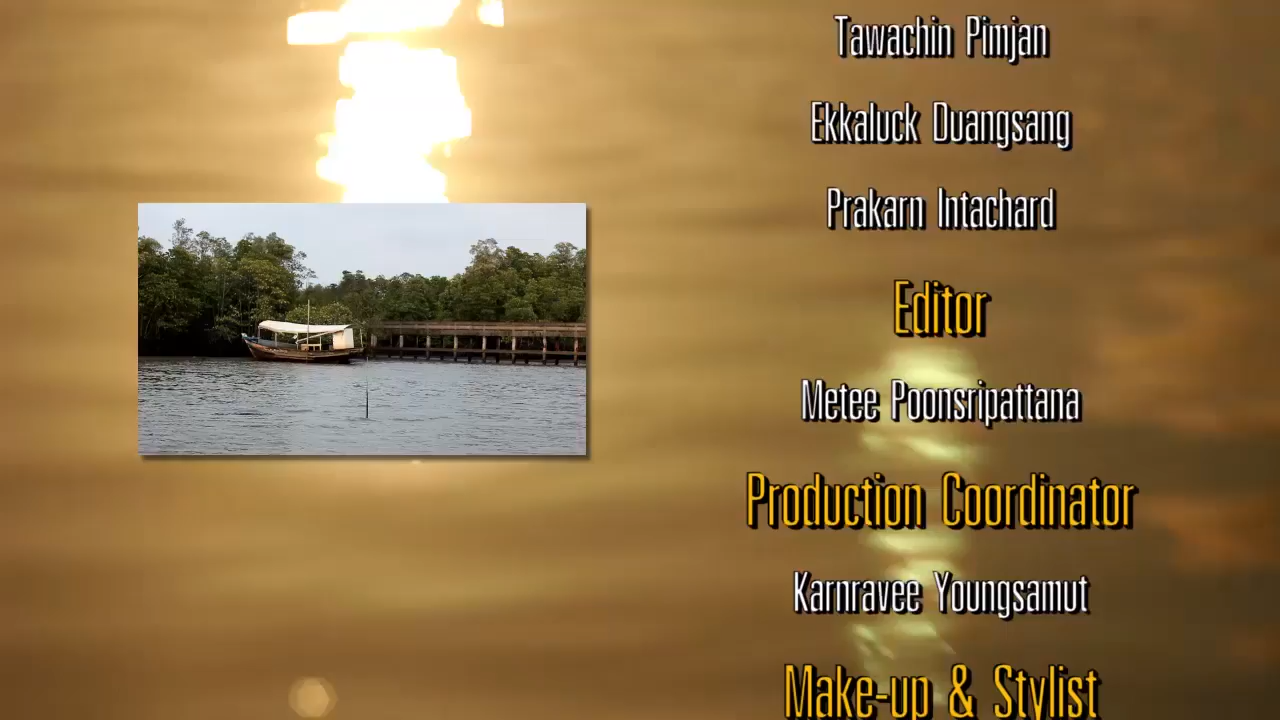 Tawachin Pimjan
Ekkaluck Duangsang
Prakarn Intachard
Editor
Metee Poonsripattana
Production Coordinator
Karnravee Youngsamut
Make-up & Stylist